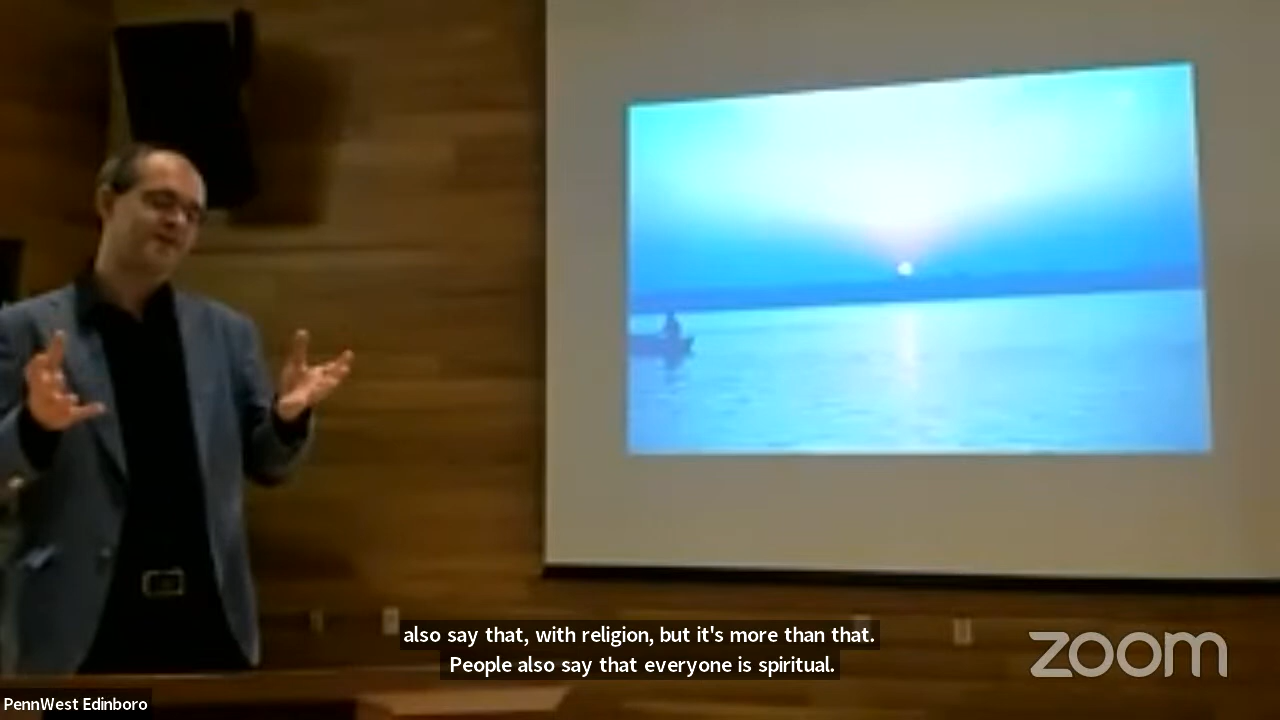 also say that, with religion, but it's more than that.
People also say that everyone is spiritual.
zoom
PennWest Edinboro